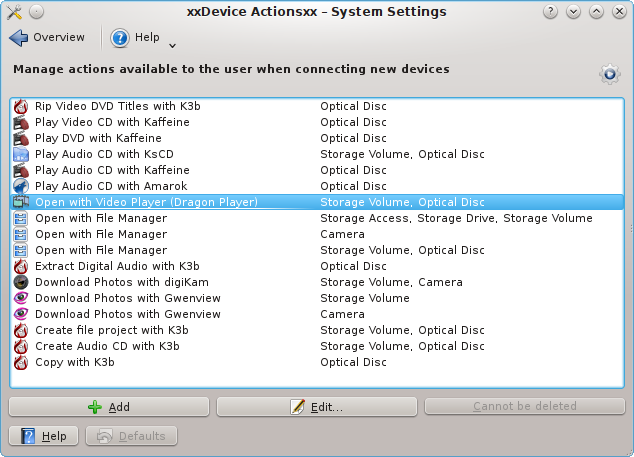 xxDevice Actionsxx – System Settings
Overview Help
Manage actions available to the user when connecting new devices
Rip Video DVD Titles with K3b Optical Disc
Play Video CD with Kaffeine Optical Disc
Play DVD with Kaffeine Optical Disc
Play Audio CD with KsCD Storage Volume, Optical Disc
Play Audio CD with Kaffeine Optical Disc
Play Audio CD with Amarok Optical Disc
Open with Video Player (Dragon Player) Storage Volume, Optical Disc
Open with File Manager Storage Access, Storage Drive, Storage Volume
Open with File Manager Camera
Open with File Manager Storage Volume, Optical Disc
Extract Digital Audio with K3b Optical Disc
Download Photos with digiKam Storage Volume, Camera
Download Photos with Gwenview Storage Volume
Download Photos with Gwenview Camera
Create file project with K3b Storage Volume, Optical Disc
Create Audio CD with K3b Storage Volume, Optical Disc
Copy with K3b Optical Disc
Add Edit... Cannot be deleted
Help Defaults